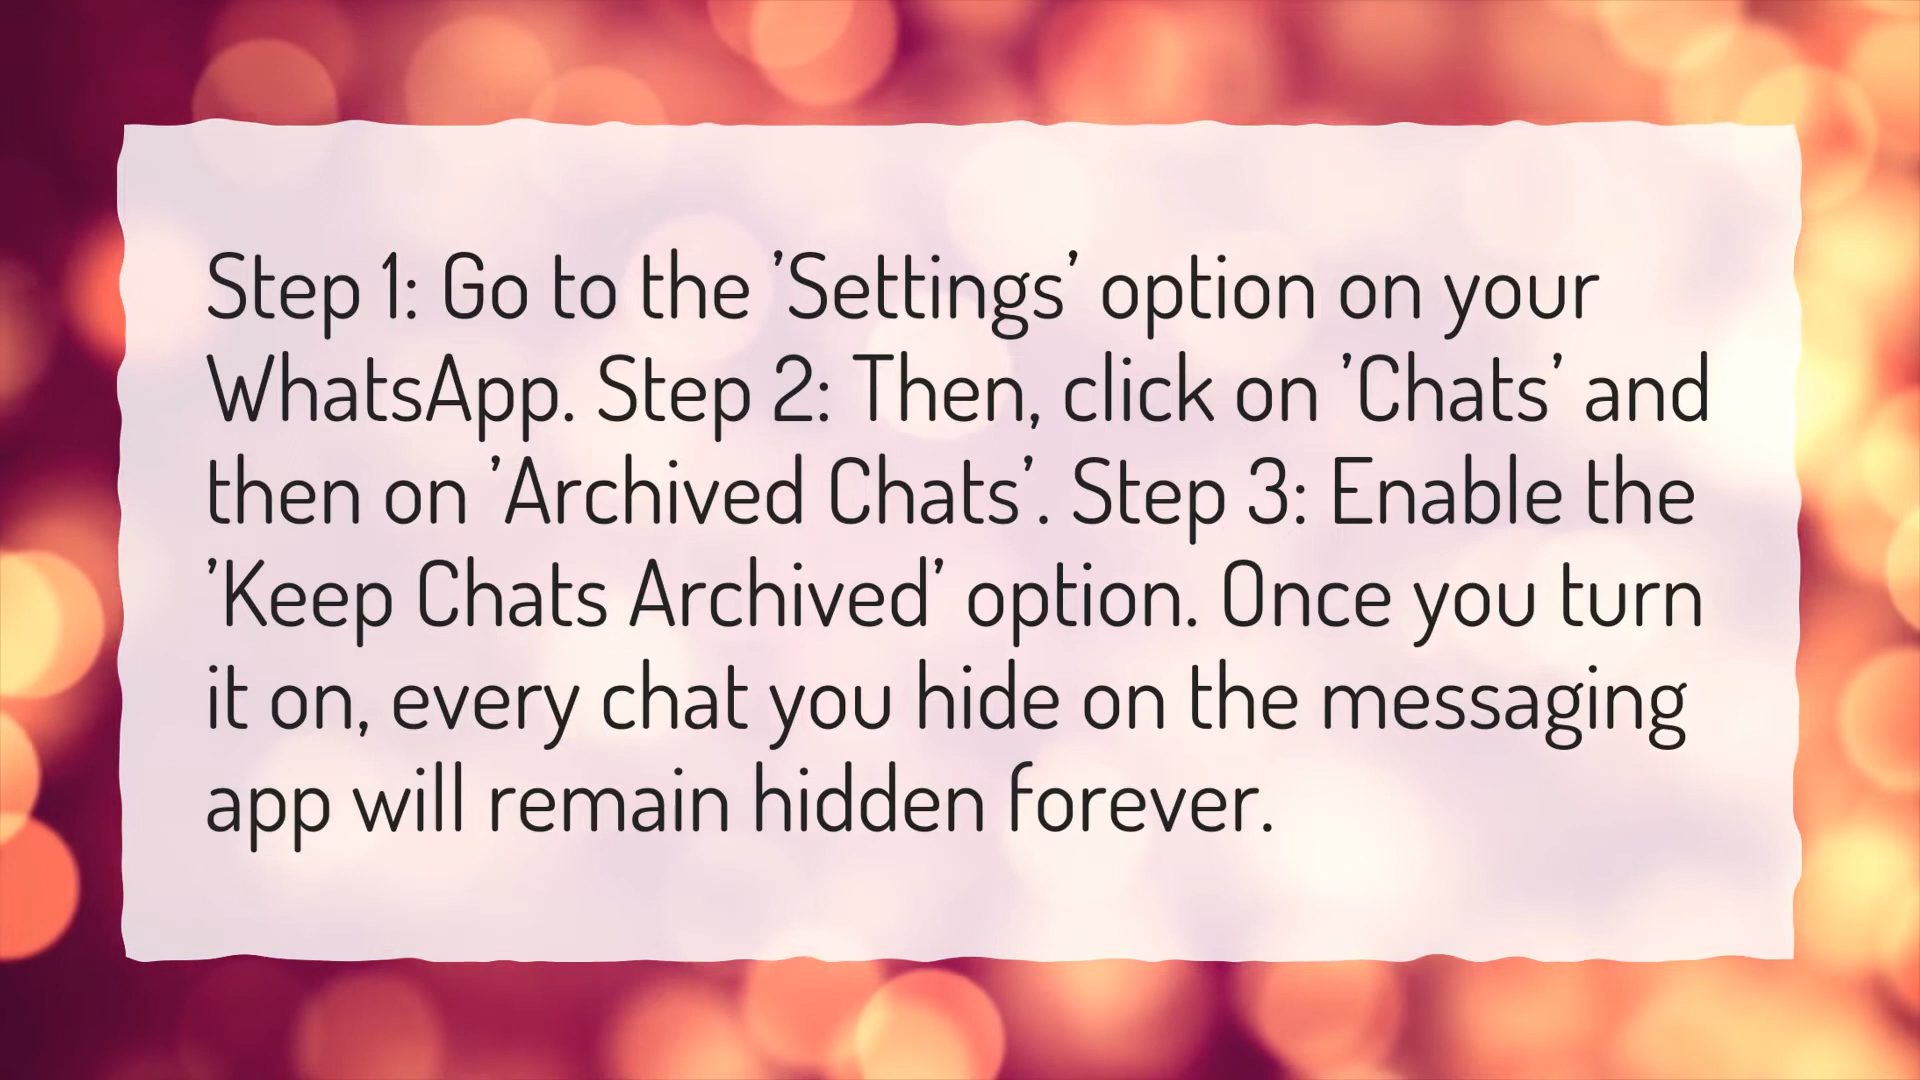 Step 1: Go to the ’Settings’ option on your
WhatsApp. Step 2: Then, click on ’Chats’ and
then on ’Archived Chats’. Step 3: Enable the
’Keep Chats Archived’ option. Once you turn
it on, every chat you hide on the messaging
app will remain hidden forever.